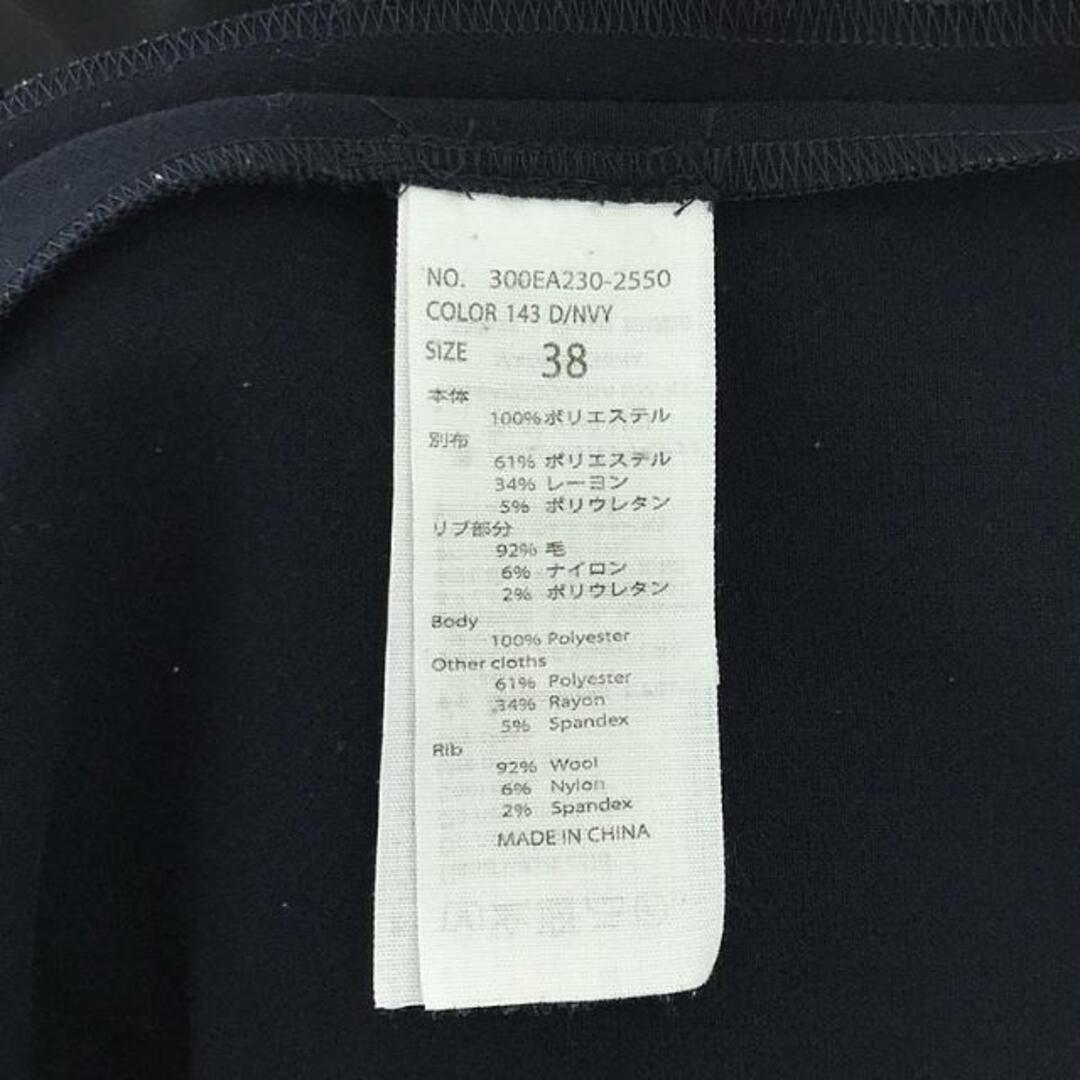 NO. 300EA230-2550
COLOR 143 D/NVY
SIZE 38
本体
100%ポリエステル
別布
61% ポリエステル
34% レーヨン
5% ポリウレタン
リブ部分
92% 毛
6% ナイロン
2% ポリウレタン
Body
100% Polyester
Other cloths
61% Polyester
34% Rayon
5% Spandex
Rib
92% Wool
6% Nylon
2% Spandex
MADE IN CHINA